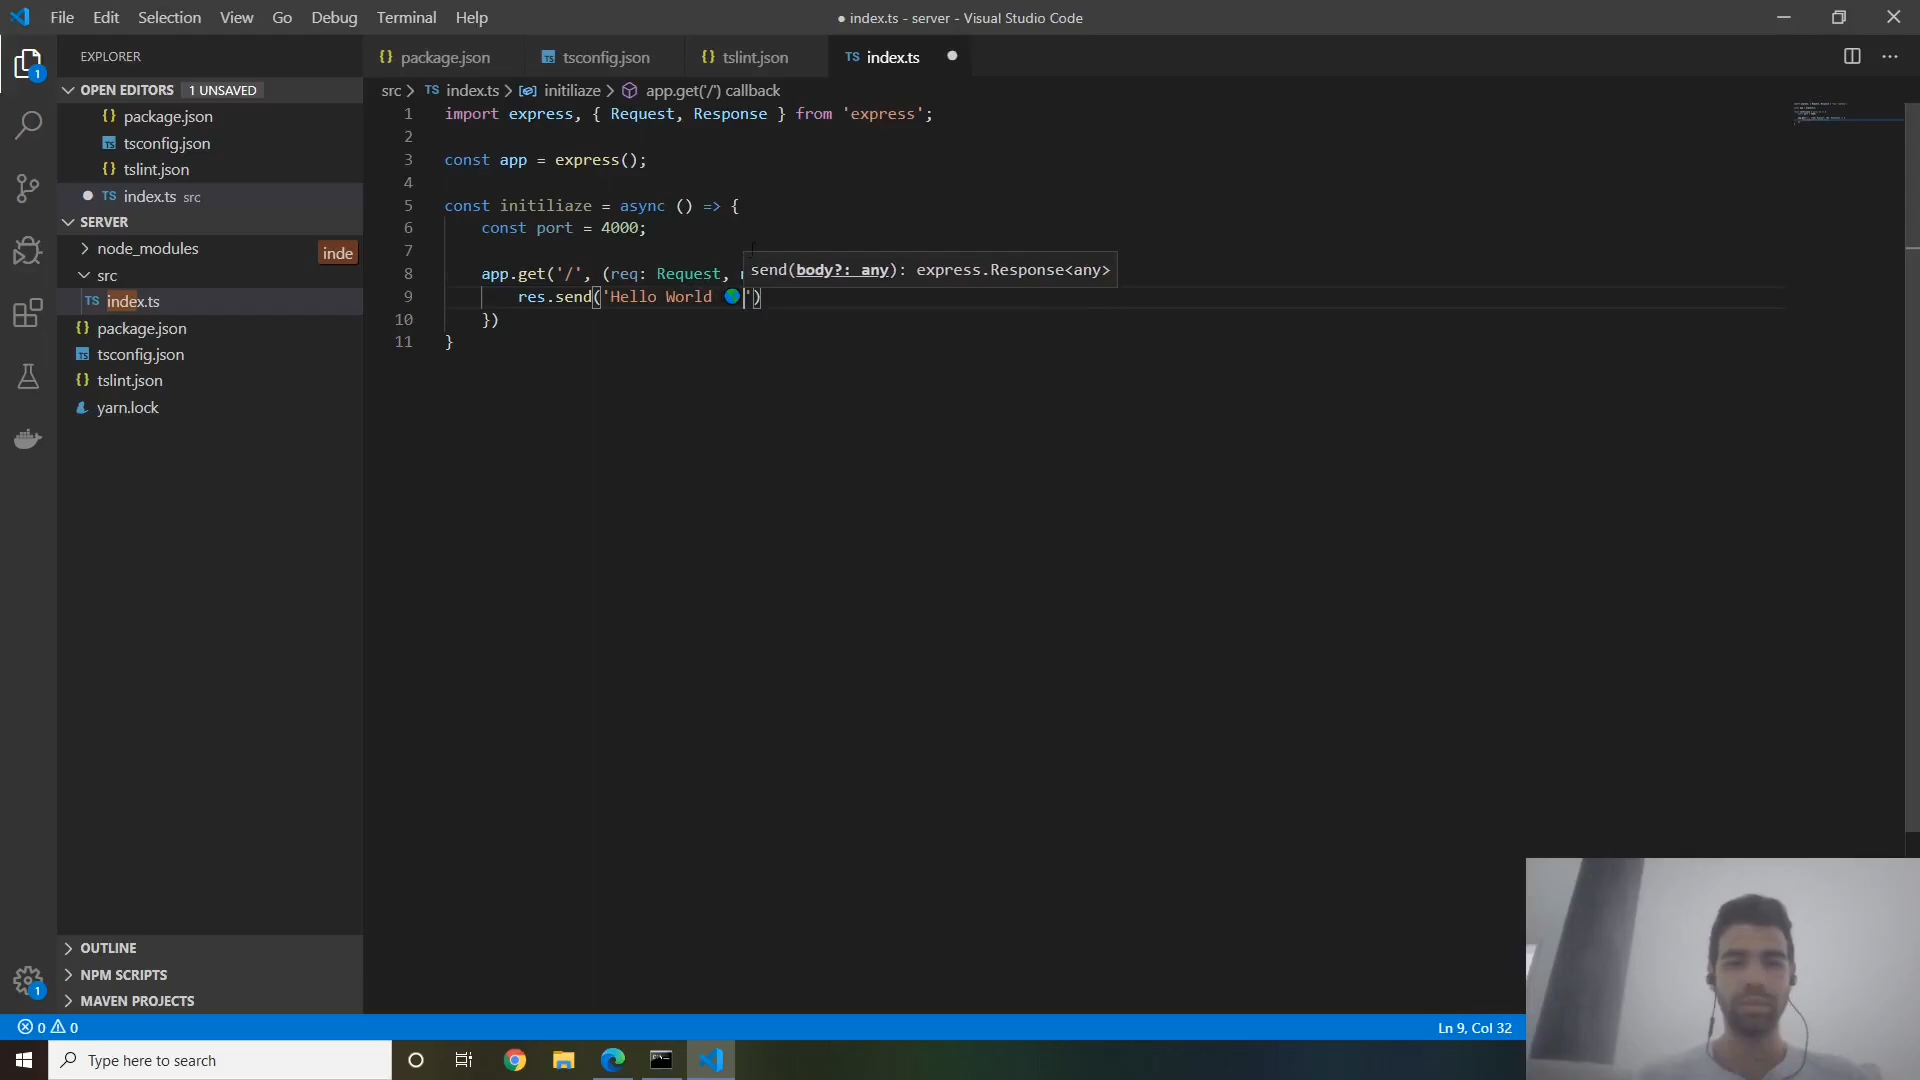 File Edit Selection View Go Debug Terminal Help
● index.ts - server - Visual Studio Code
EXPLORER
OPEN EDITORS 1 UNSAVED
{} package.json
tsconfig.json
{} tslint.json
● TS index.ts src
SERVER
node_modules
inde
src
TS index.ts
{} package.json
tsconfig.json
{} tslint.json
yarn.lock
OUTLINE
NPM SCRIPTS
MAVEN PROJECTS
1
1
{} package.json
tsconfig.json
{} tslint.json
TS index.ts ●
src > TS index.ts > initiliaze > app.get('/') callback
1 import express, { Request, Response } from 'express';
2
3 const app = express();
4
5 const initiliaze = async () => {
6 const port = 4000;
7
8 app.get('/', (req: Request,
send(body?: any): express.Response<any>
9 res.send('Hello World 🌍')
10 })
11 }
0 0
Ln 9, Col 32
Type here to search